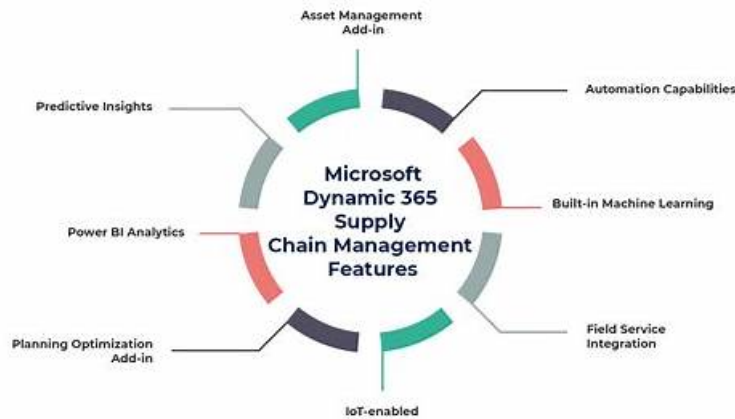 Asset Management
Add-in
Automation Capabilities
Predictive Insights
Microsoft
Dynamic 365
Supply
Chain Management
Features
Built-in Machine Learning
Power BI Analytics
Field Service
Integration
Planning Optimization
Add-in
IoT-enabled